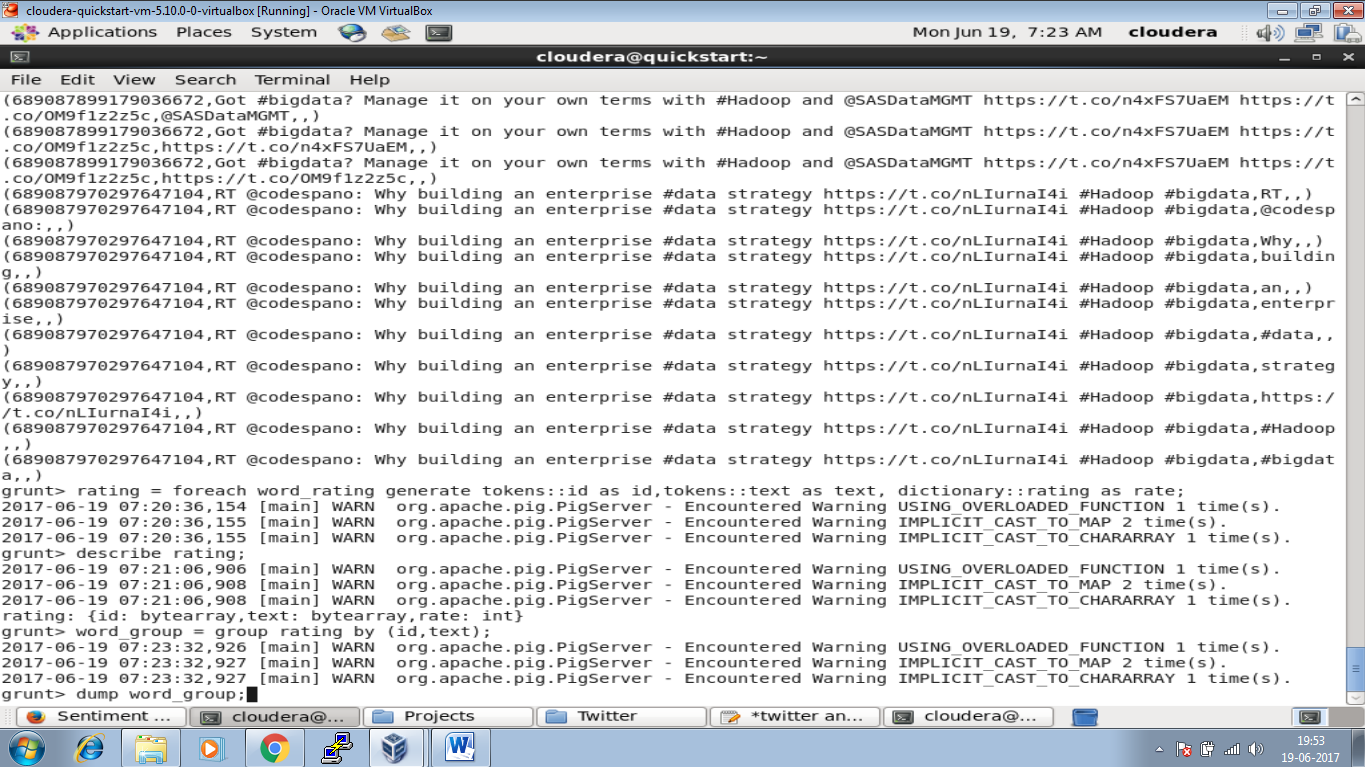 cloudera-quickstart-vm-5.10.0-0-virtualbox [Running] - Oracle VM VirtualBox
Applications Places System Mon Jun 19, 7:23 AM cloudera
cloudera@quickstart:~
File Edit View Search Terminal Help
(689087899179036672,Got #bigdata? Manage it on your own terms with #Hadoop and @SASDataMGMT https://t.co/n4xFS7UaEM https://t
.co/OM9f1z2z5c,@SASDataMGMT,,)
(689087899179036672,Got #bigdata? Manage it on your own terms with #Hadoop and @SASDataMGMT https://t.co/n4xFS7UaEM https://t
.co/OM9f1z2z5c,https://t.co/n4xFS7UaEM,,)
(689087899179036672,Got #bigdata? Manage it on your own terms with #Hadoop and @SASDataMGMT https://t.co/n4xFS7UaEM https://t
.co/OM9f1z2z5c,https://t.co/OM9f1z2z5c,,)
(689087970297647104,RT @codespano: Why building an enterprise #data strategy https://t.co/nLIurnaI4i #Hadoop #bigdata,RT,,)
(689087970297647104,RT @codespano: Why building an enterprise #data strategy https://t.co/nLIurnaI4i #Hadoop #bigdata,@codesp
ano:,,)
(689087970297647104,RT @codespano: Why building an enterprise #data strategy https://t.co/nLIurnaI4i #Hadoop #bigdata,Why,,)
(689087970297647104,RT @codespano: Why building an enterprise #data strategy https://t.co/nLIurnaI4i #Hadoop #bigdata,buildin
g,,)
(689087970297647104,RT @codespano: Why building an enterprise #data strategy https://t.co/nLIurnaI4i #Hadoop #bigdata,an,,)
(689087970297647104,RT @codespano: Why building an enterprise #data strategy https://t.co/nLIurnaI4i #Hadoop #bigdata,enterpr
ise,,)
(689087970297647104,RT @codespano: Why building an enterprise #data strategy https://t.co/nLIurnaI4i #Hadoop #bigdata,#data,,
)
(689087970297647104,RT @codespano: Why building an enterprise #data strategy https://t.co/nLIurnaI4i #Hadoop #bigdata,strateg
y,,)
(689087970297647104,RT @codespano: Why building an enterprise #data strategy https://t.co/nLIurnaI4i #Hadoop #bigdata,https:/
/t.co/nLIurnaI4i,,)
(689087970297647104,RT @codespano: Why building an enterprise #data strategy https://t.co/nLIurnaI4i #Hadoop #bigdata,#Hadoop
,,)
(689087970297647104,RT @codespano: Why building an enterprise #data strategy https://t.co/nLIurnaI4i #Hadoop #bigdata,#bigdat
a,,)
grunt> rating = foreach word_rating generate tokens::id as id,tokens::text as text, dictionary::rating as rate;
2017-06-19 07:20:36,154 [main] WARN  org.apache.pig.PigServer - Encountered Warning USING_OVERLOADED_FUNCTION 1 time(s).
2017-06-19 07:20:36,155 [main] WARN  org.apache.pig.PigServer - Encountered Warning IMPLICIT_CAST_TO_MAP 2 time(s).
2017-06-19 07:20:36,155 [main] WARN  org.apache.pig.PigServer - Encountered Warning IMPLICIT_CAST_TO_CHARARRAY 1 time(s).
grunt> describe rating;
2017-06-19 07:21:06,906 [main] WARN  org.apache.pig.PigServer - Encountered Warning USING_OVERLOADED_FUNCTION 1 time(s).
2017-06-19 07:21:06,908 [main] WARN  org.apache.pig.PigServer - Encountered Warning IMPLICIT_CAST_TO_MAP 2 time(s).
2017-06-19 07:21:06,908 [main] WARN  org.apache.pig.PigServer - Encountered Warning IMPLICIT_CAST_TO_CHARARRAY 1 time(s).
rating: {id: bytearray,text: bytearray,rate: int}
grunt> word_group = group rating by (id,text);
2017-06-19 07:23:32,926 [main] WARN  org.apache.pig.PigServer - Encountered Warning USING_OVERLOADED_FUNCTION 1 time(s).
2017-06-19 07:23:32,927 [main] WARN  org.apache.pig.PigServer - Encountered Warning IMPLICIT_CAST_TO_MAP 2 time(s).
2017-06-19 07:23:32,927 [main] WARN  org.apache.pig.PigServer - Encountered Warning IMPLICIT_CAST_TO_CHARARRAY 1 time(s).
grunt> dump word_group;
Sentiment ... cloudera@... Projects Twitter *twitter an... cloudera@...
19:53
19-06-2017